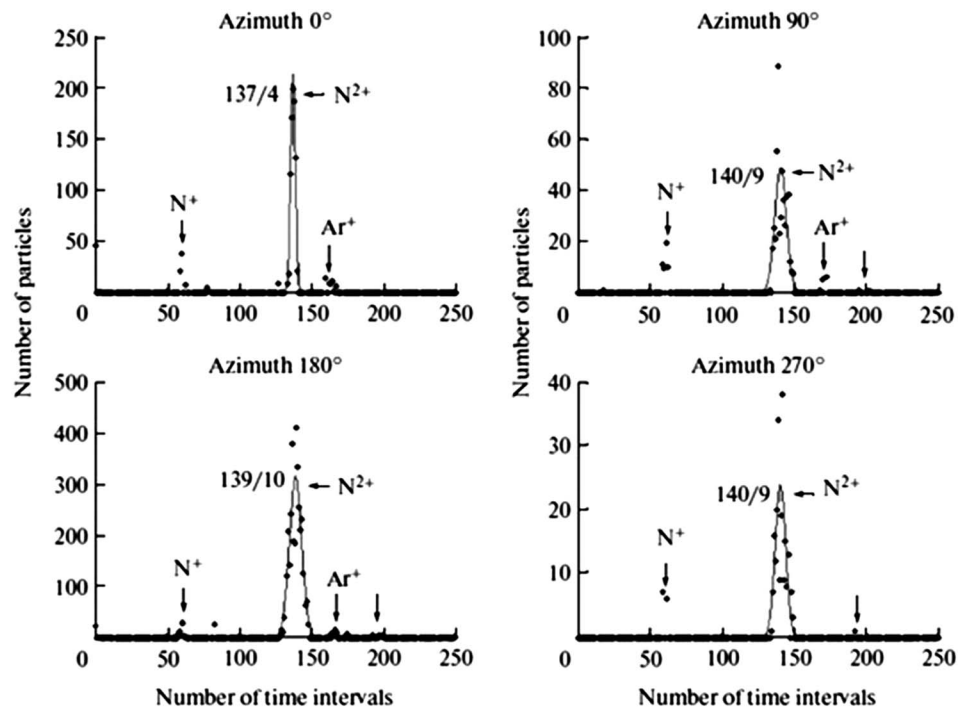 Azimuth 0°
Number of particles
250
200
150
100
50
0
50
100
150
200
250
137/4
N²⁺
N⁺
Ar⁺
Azimuth 90°
Number of particles
100
80
60
40
20
0
50
100
150
200
250
140/9
N²⁺
N⁺
Ar⁺
Azimuth 180°
500
400
300
200
100
0
50
100
150
200
250
139/10
N²⁺
N⁺
Ar⁺
Number of time intervals
Azimuth 270°
40
30
20
10
0
50
100
150
200
250
140/9
N²⁺
N⁺
Number of time intervals